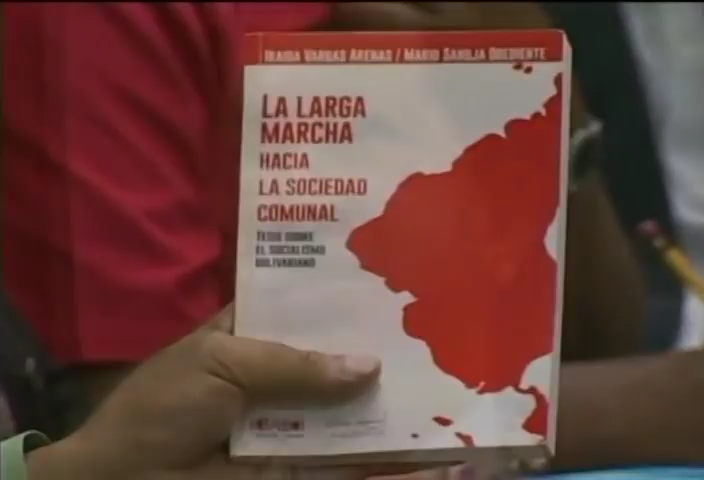 IRAIDA VARGAS ARENAS / MARIO SANOJA OBEDIENTE
LA LARGA
MARCHA
HACIA
LA SOCIEDAD
COMUNAL
TESIS SOBRE
EL SOCIALISMO
BOLIVARIANO